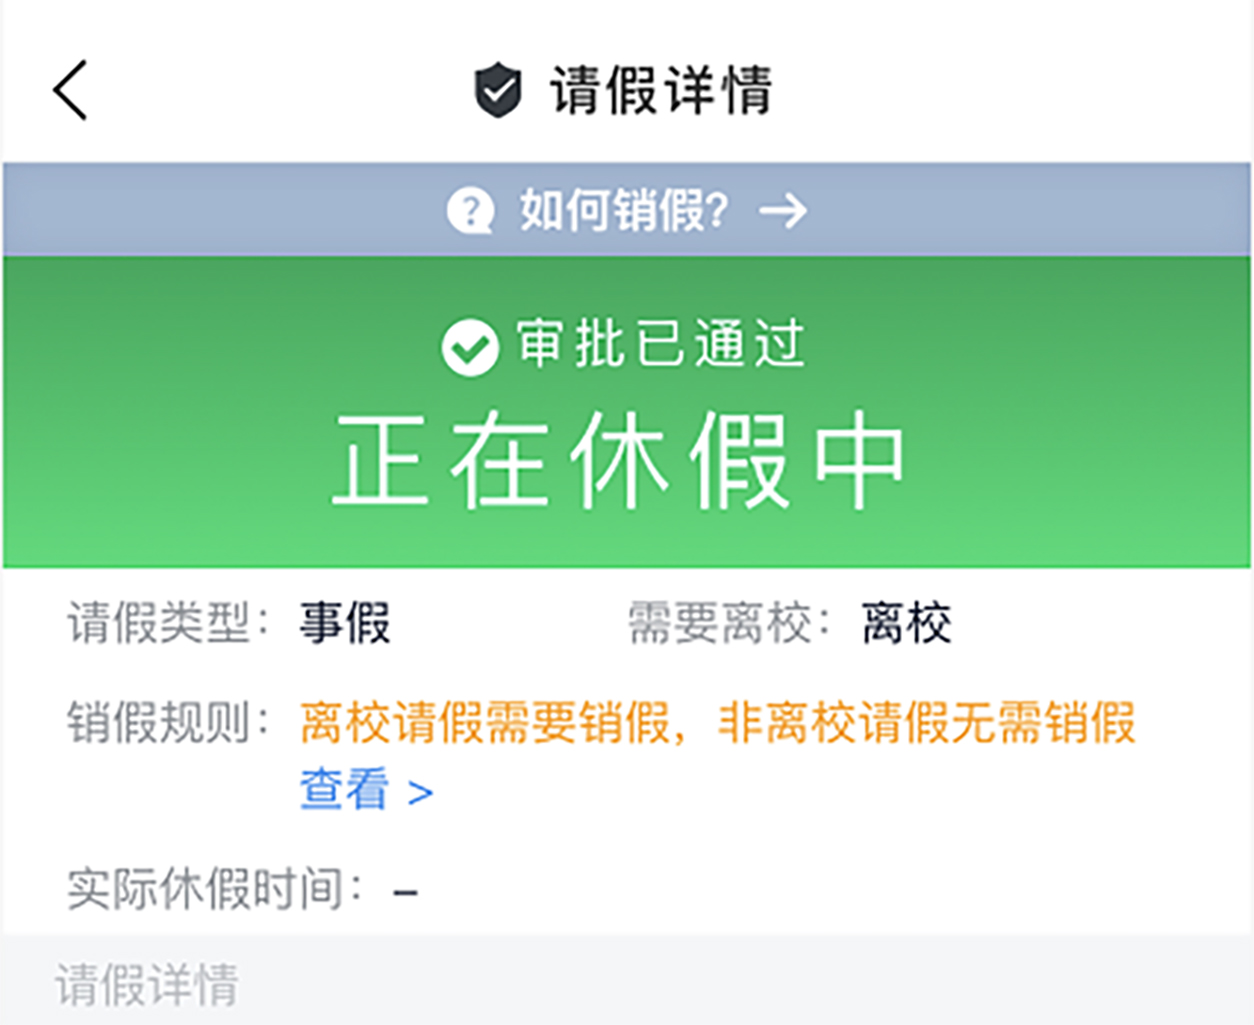 请假详情
如何销假?
审批已通过
正在休假中
请假类型: 事假 需要离校: 离校
销假规则: 离校请假需要销假, 非离校请假无需销假
查看 >
实际休假时间: –
请假详情